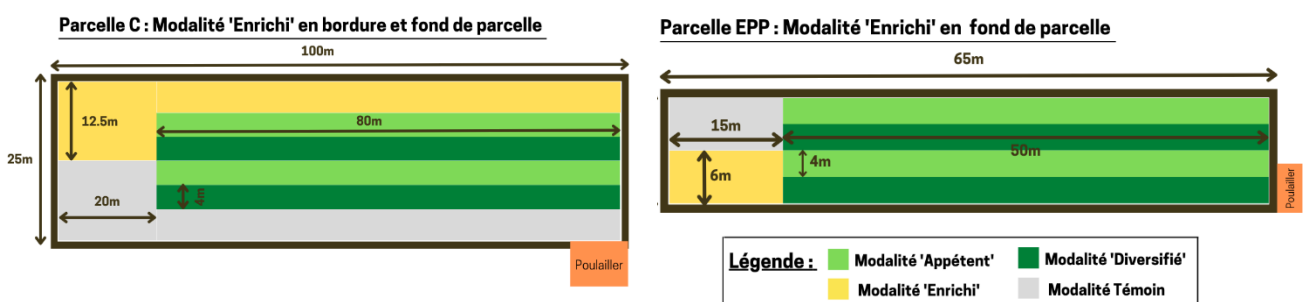 Parcelle C : Modalité 'Enrichi' en bordure et fond de parcelle
100m
12.5m
80m
25m
4m
20m
Poulailler
Parcelle EPP : Modalité 'Enrichi' en fond de parcelle
65m
15m
50m
4m
6m
Poulailler
Légende :
Modalité 'Appétent'
Modalité 'Diversifié'
Modalité 'Enrichi'
Modalité Témoin